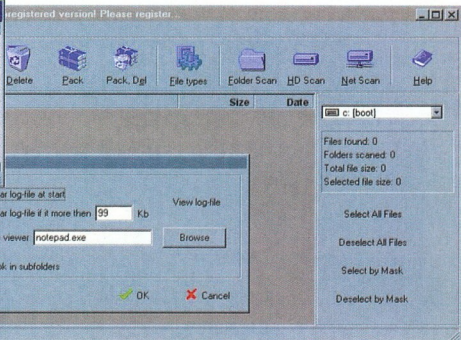 nregistered version! Please register...
Delete Pack Pack, Del File types Folder Scan HD Scan Net Scan Help
Size Date
c: [boot]
Files found: 0
Folders scaned: 0
Total file size: 0
Selected file size: 0
ar log-file at start
View log-file
ar log-file if it more then 99 Kb
viewer notepad.exe Browse
ok in subfolders
OK Cancel
Select All Files
Deselect All Files
Select by Mask
Deselect by Mask